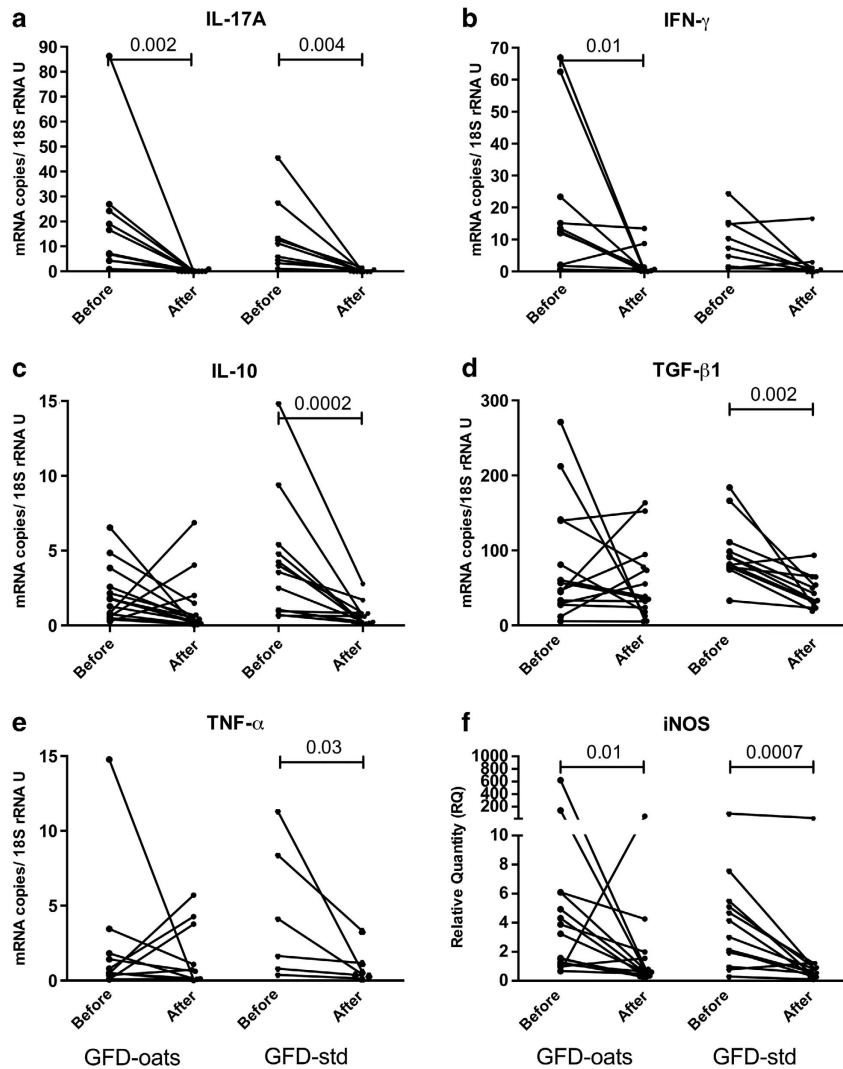 a
IL-17A
0.002
0.004
mRNA copies/ 18S rRNA U
90
80
70
60
50
40
30
20
10
0
Before
After
Before
After
b
IFN-γ
0.01
mRNA copies/ 18S rRNA U
70
60
50
40
30
20
10
0
Before
After
Before
After
c
IL-10
0.0002
mRNA copies/ 18S rRNA U
15
10
5
0
Before
After
Before
After
d
TGF-β1
0.002
mRNA copies/18S rRNA U
300
200
100
0
Before
After
Before
After
e
TNF-α
0.03
mRNA copies/ 18S rRNA U
15
10
5
0
Before
After
Before
After
GFD-oats
GFD-std
f
iNOS
0.01
0.0007
Relative Quantity (RQ)
1000
800
600
400
200
10
8
6
4
2
0
Before
After
Before
After
GFD-oats
GFD-std